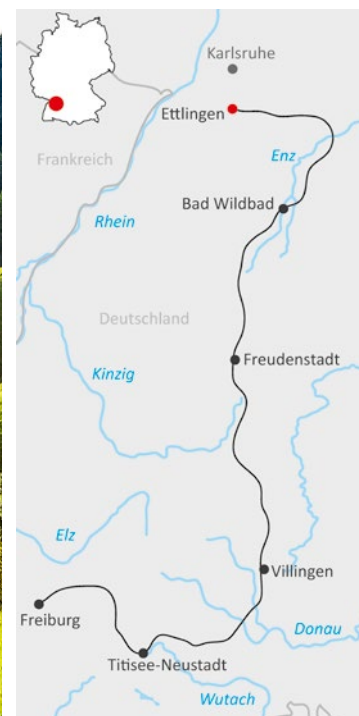 Karlsruhe
Ettlingen
Frankreich
Enz
Bad Wildbad
Rhein
Deutschland
Freudenstadt
Kinzig
Elz
Villingen
Freiburg
Donau
Titisee-Neustadt
Wutach